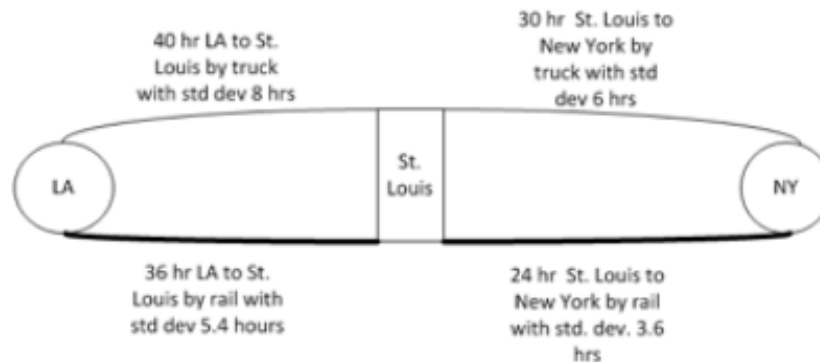 40 hr LA to St.
Louis by truck
with std dev 8 hrs
30 hr St. Louis to
New York by
truck with std
dev 6 hrs
LA
St.
Louis
NY
36 hr LA to St.
Louis by rail with
std dev 5.4 hours
24 hr St. Louis to
New York by rail
with std. dev. 3.6
hrs